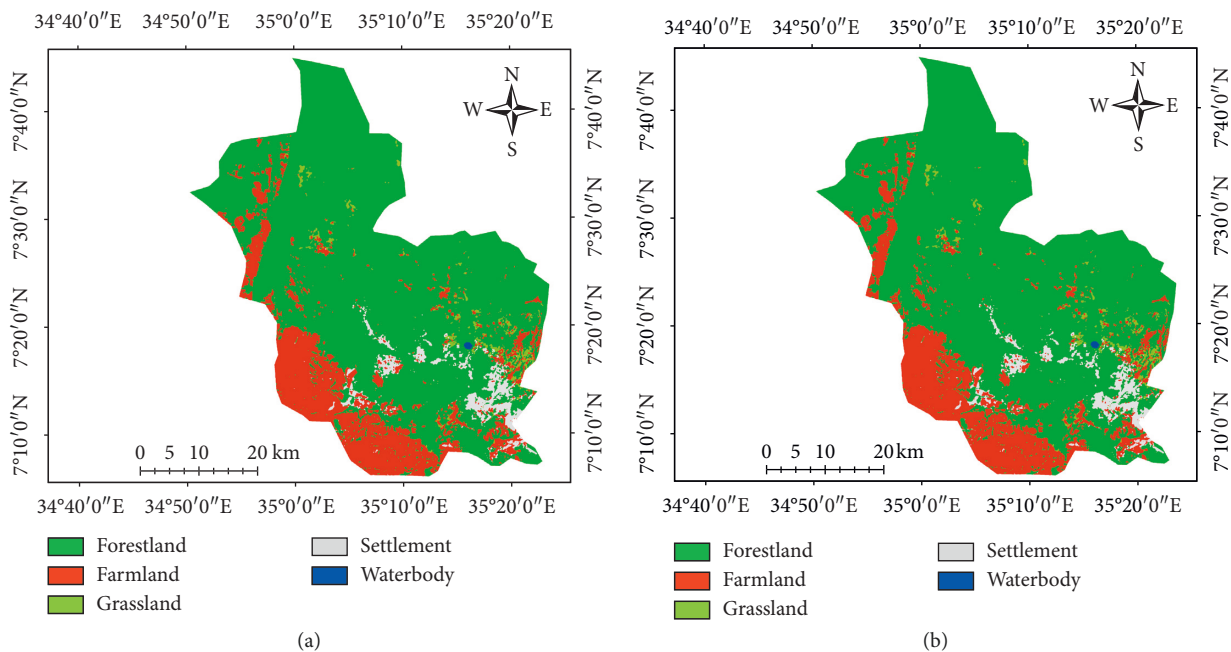 34°40′0″E 34°50′0″E 35°0′0″E 35°10′0″E 35°20′0″E
7°40′0″N
7°30′0″N
7°20′0″N
7°10′0″N
N
W E
S
7°40′0″N
7°30′0″N
7°20′0″N
7°10′0″N
0 5 10 20 km
34°40′0″E 34°50′0″E 35°0′0″E 35°10′0″E 35°20′0″E
Forestland
Farmland
Grassland
Settlement
Waterbody
(a)
34°40′0″E 34°50′0″E 35°0′0″E 35°10′0″E 35°20′0″E
7°40′0″N
7°30′0″N
7°20′0″N
7°10′0″N
N
W E
S
7°40′0″N
7°30′0″N
7°20′0″N
7°10′0″N
0 5 10 20 km
34°40′0″E 34°50′0″E 35°0′0″E 35°10′0″E 35°20′0″E
Forestland
Farmland
Grassland
Settlement
Waterbody
(b)